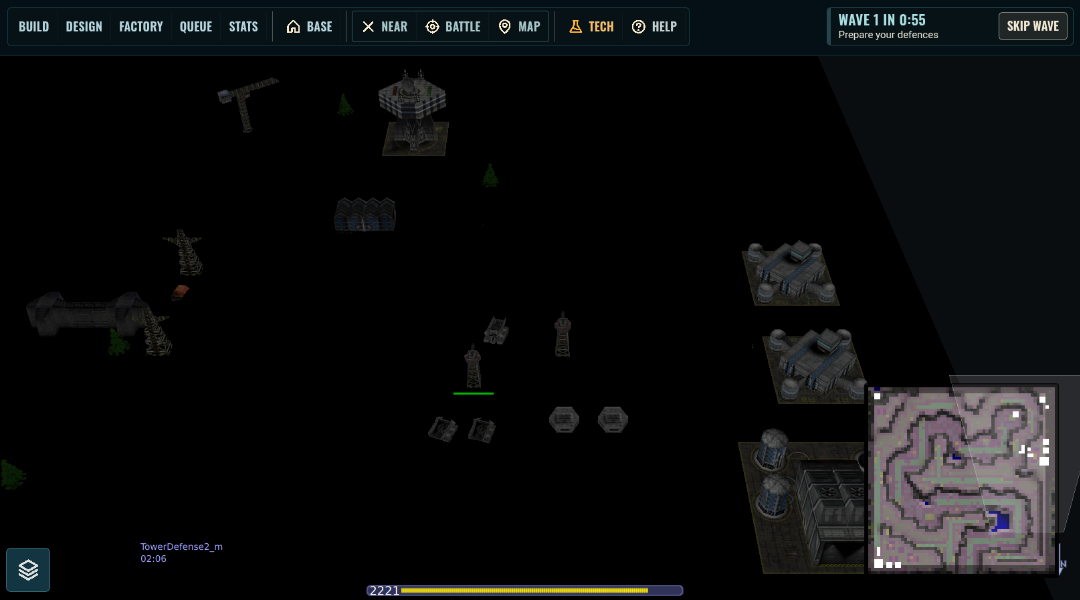 BUILD DESIGN FACTORY QUEUE STATS BASE NEAR BATTLE MAP TECH HELP
WAVE 1 IN 0:55
Prepare your defences
SKIP WAVE
TowerDefense2_m
02:06
2221
N